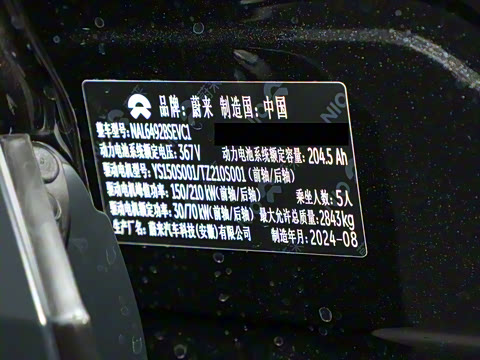 品牌: 蔚来 制造国: 中国
整车型号: NAL6492BSEVC1
动力电池系统额定电压: 367V 动力电池系统额定容量: 204.5 Ah
驱动电机型号: YS150S001/TZ210S001 (前轴/后轴)
驱动电机峰值功率: 150/210 kW(前轴/后轴) 乘坐人数: 5人
驱动电机额定功率: 30/70 kW(前轴/后轴) 最大允许总质量: 2843kg
生产厂名: 蔚来汽车科技(安徽)有限公司 制造年月: 2024-08
NIO